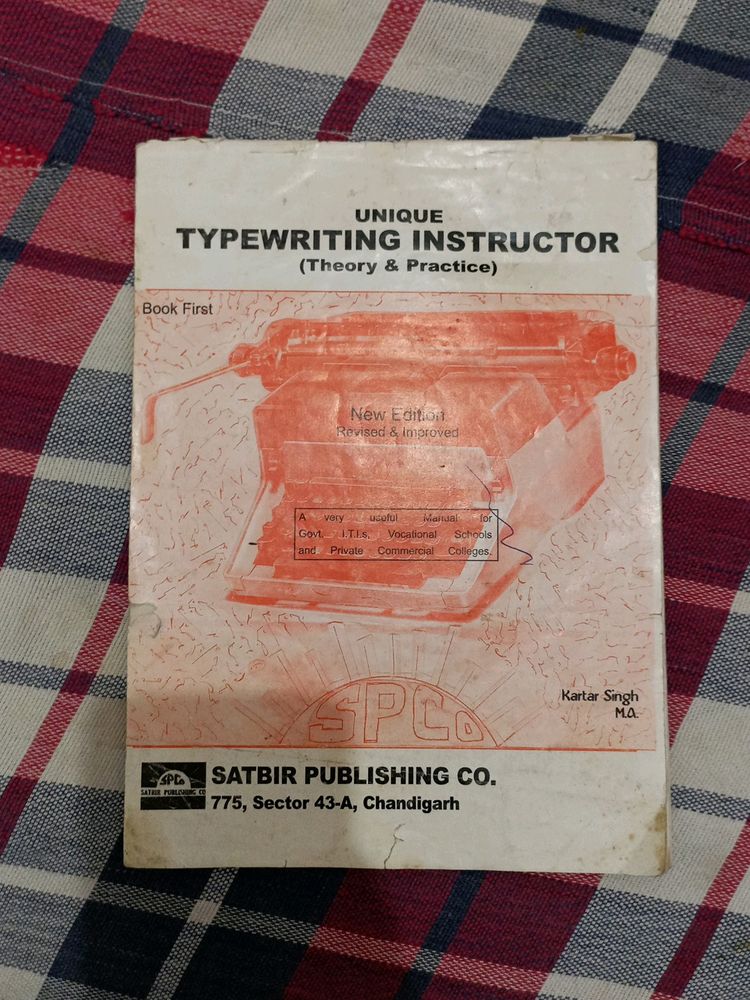 UNIQUE
TYPEWRITING INSTRUCTOR
(Theory & Practice)
Book First
New Edition
Revised & Improved
A very useful Manual for
Govt. I.T.I.s, Vocational Schools
and Private Commercial Colleges.
SPCo
Kartar Singh
M.A.
SPCo
SATBIR PUBLISHING CO
SATBIR PUBLISHING CO.
775, Sector 43-A, Chandigarh